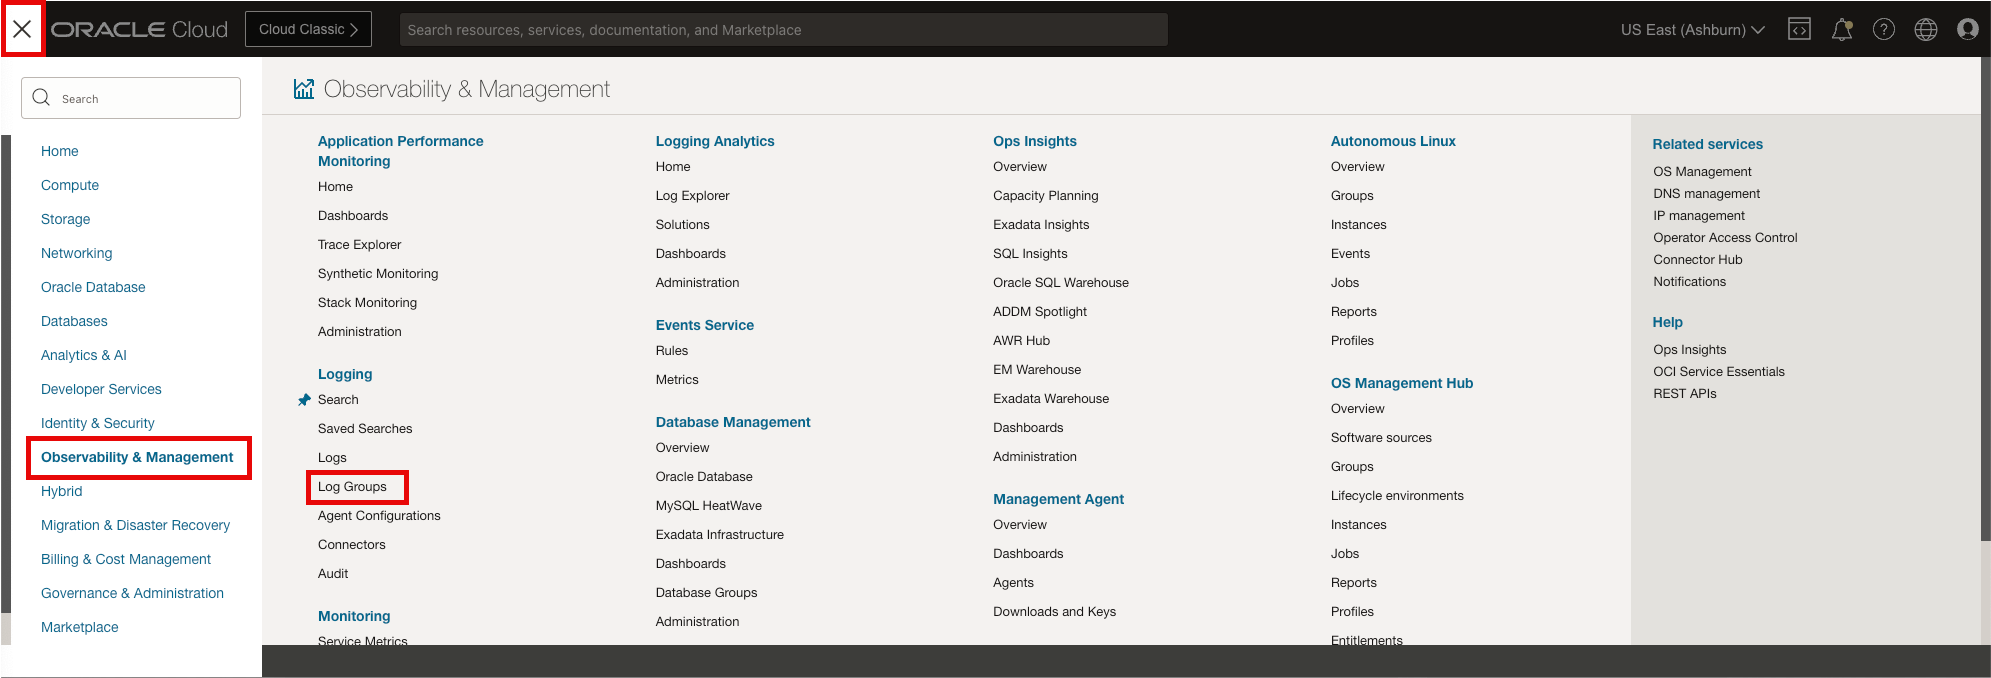 ORACLE Cloud
Cloud Classic
Search resources, services, documentation, and Marketplace
US East (Ashburn)
Search
Home
Compute
Storage
Networking
Oracle Database
Databases
Analytics & AI
Developer Services
Identity & Security
Observability & Management
Hybrid
Migration & Disaster Recovery
Billing & Cost Management
Governance & Administration
Marketplace
Observability & Management
Application Performance
Monitoring
Home
Dashboards
Trace Explorer
Synthetic Monitoring
Stack Monitoring
Administration
Logging
Search
Saved Searches
Logs
Log Groups
Agent Configurations
Connectors
Audit
Monitoring
Service Metrics
Logging Analytics
Home
Log Explorer
Solutions
Dashboards
Administration
Events Service
Rules
Metrics
Database Management
Overview
Oracle Database
MySQL HeatWave
Exadata Infrastructure
Dashboards
Database Groups
Administration
Ops Insights
Overview
Capacity Planning
Exadata Insights
SQL Insights
Oracle SQL Warehouse
ADDM Spotlight
AWR Hub
EM Warehouse
Exadata Warehouse
Dashboards
Administration
Management Agent
Overview
Dashboards
Agents
Downloads and Keys
Autonomous Linux
Overview
Groups
Instances
Events
Jobs
Reports
Profiles
OS Management Hub
Overview
Software sources
Groups
Lifecycle environments
Instances
Jobs
Reports
Profiles
Entitlements
Related services
OS Management
DNS management
IP management
Operator Access Control
Connector Hub
Notifications
Help
Ops Insights
OCI Service Essentials
REST APIs